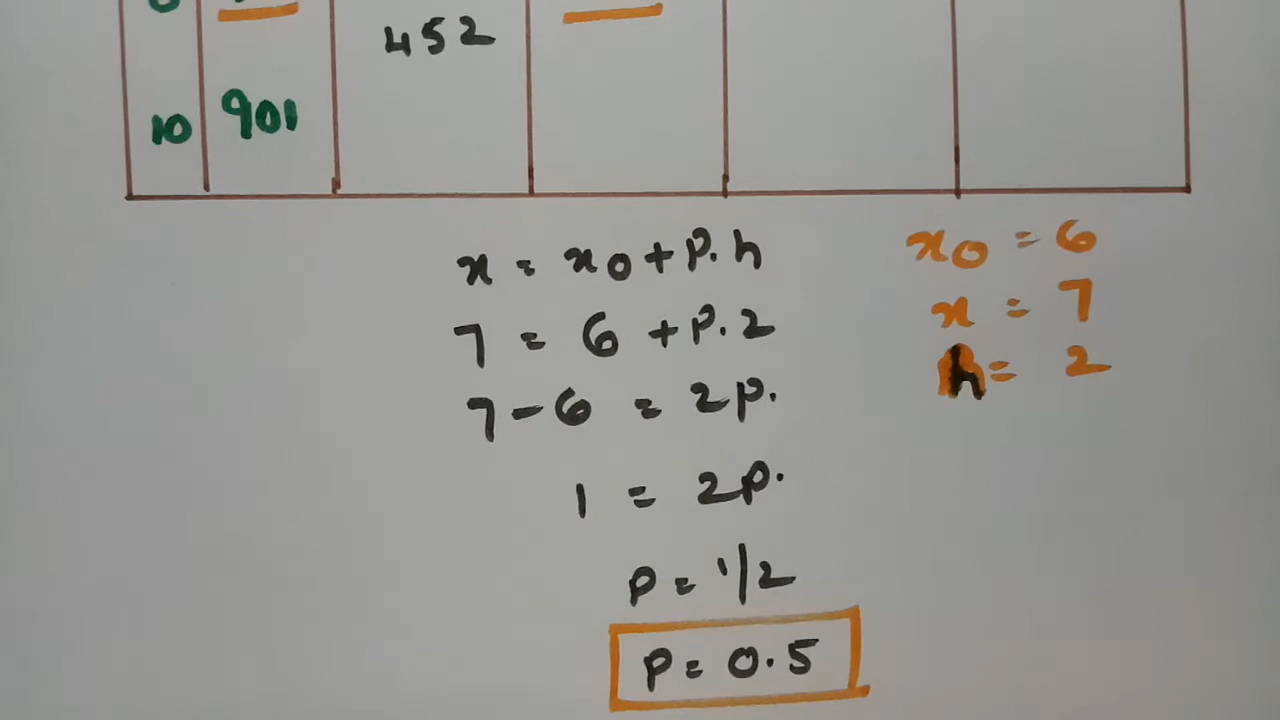 452
10 901
x = x0 + p.h
7 = 6 + p.2
7 - 6 = 2p.
1 = 2p.
p = 1/2
p = 0.5
x0 = 6
x = 7
h = 2